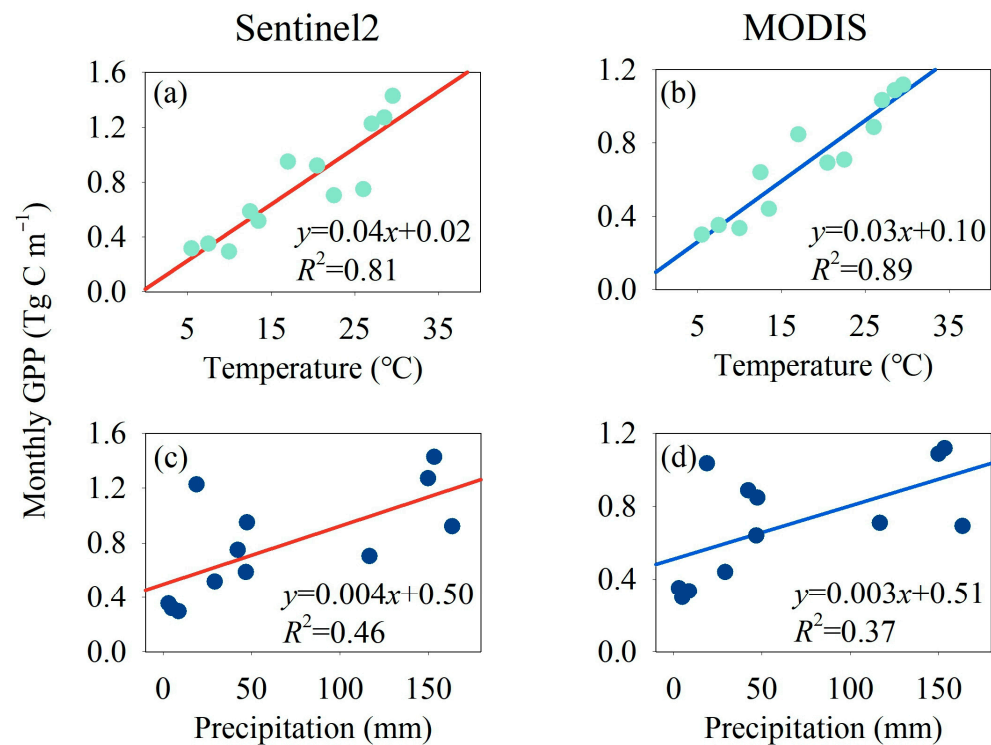 Sentinel2
MODIS
Monthly GPP (Tg C m⁻¹)
(a)
1.6
1.2
0.8
0.4
0.0
y=0.04x+0.02
R²=0.81
5 15 25 35
Temperature (℃)
(b)
1.2
0.8
0.4
0.0
y=0.03x+0.10
R²=0.89
5 15 25 35
Temperature (℃)
(c)
1.6
1.2
0.8
0.4
0.0
y=0.004x+0.50
R²=0.46
0 50 100 150
Precipitation (mm)
(d)
1.2
0.8
0.4
0.0
y=0.003x+0.51
R²=0.37
0 50 100 150
Precipitation (mm)